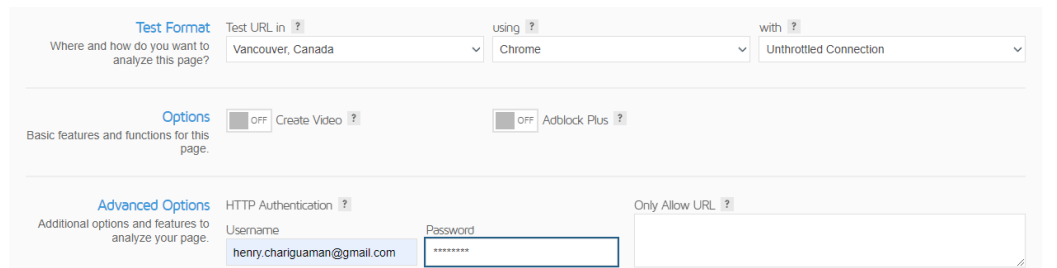 Test Format
Where and how do you want to
analyze this page?
Test URL in ?
Vancouver, Canada
using ?
Chrome
with ?
Unthrottled Connection
Options
Basic features and functions for this
page.
OFF Create Video ?
OFF Adblock Plus ?
Advanced Options
Additional options and features to
analyze your page.
HTTP Authentication ?
Username
henry.chariguaman@gmail.com
Password
********
Only Allow URL ?